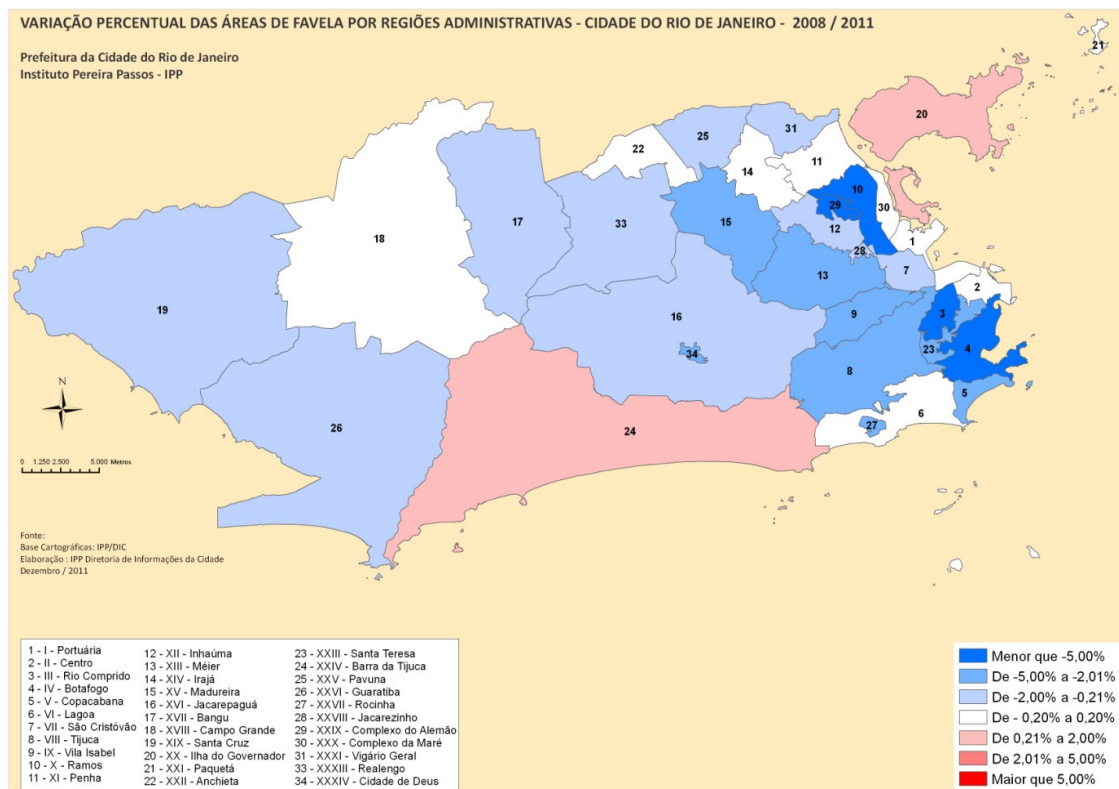 VARIAÇÃO PERCENTUAL DAS ÁREAS DE FAVELA POR REGIÕES ADMINISTRATIVAS - CIDADE DO RIO DE JANEIRO - 2008 / 2011
Prefeitura da Cidade do Rio de Janeiro
Instituto Pereira Passos - IPP
21
20
31
25
22
11
14
10
29
30
17
33
15
12
1
18
28
7
13
2
19
9
3
16
34
23
4
8
5
6
27
26
24
N
0 1.250 2.500 5.000 Metros
Fonte:
Base Cartográficas: IPP/DIC
Elaboração : IPP Diretoria de Informações da Cidade
Dezembro / 2011
1 - I - Portuária
2 - II - Centro
3 - III - Rio Comprido
4 - IV - Botafogo
5 - V - Copacabana
6 - VI - Lagoa
7 - VII - São Cristóvão
8 - VIII - Tijuca
9 - IX - Vila Isabel
10 - X - Ramos
11 - XI - Penha
12 - XII - Inhaúma
13 - XIII - Méier
14 - XIV - Irajá
15 - XV - Madureira
16 - XVI - Jacarepaguá
17 - XVII - Bangu
18 - XVIII - Campo Grande
19 - XIX - Santa Cruz
20 - XX - Ilha do Governador
21 - XXI - Paquetá
22 - XXII - Anchieta
23 - XXIII - Santa Teresa
24 - XXIV - Barra da Tijuca
25 - XXV - Pavuna
26 - XXVI - Guaratiba
27 - XXVII - Rocinha
28 - XXVIII - Jacarezinho
29 - XXIX - Complexo do Alemão
30 - XXX - Complexo da Maré
31 - XXXI - Vigário Geral
33 - XXXIII - Realengo
34 - XXXIV - Cidade de Deus
Menor que -5,00%
De -5,00% a -2,01%
De -2,00% a -0,21%
De - 0,20% a 0,20%
De 0,21% a 2,00%
De 2,01% a 5,00%
Maior que 5,00%